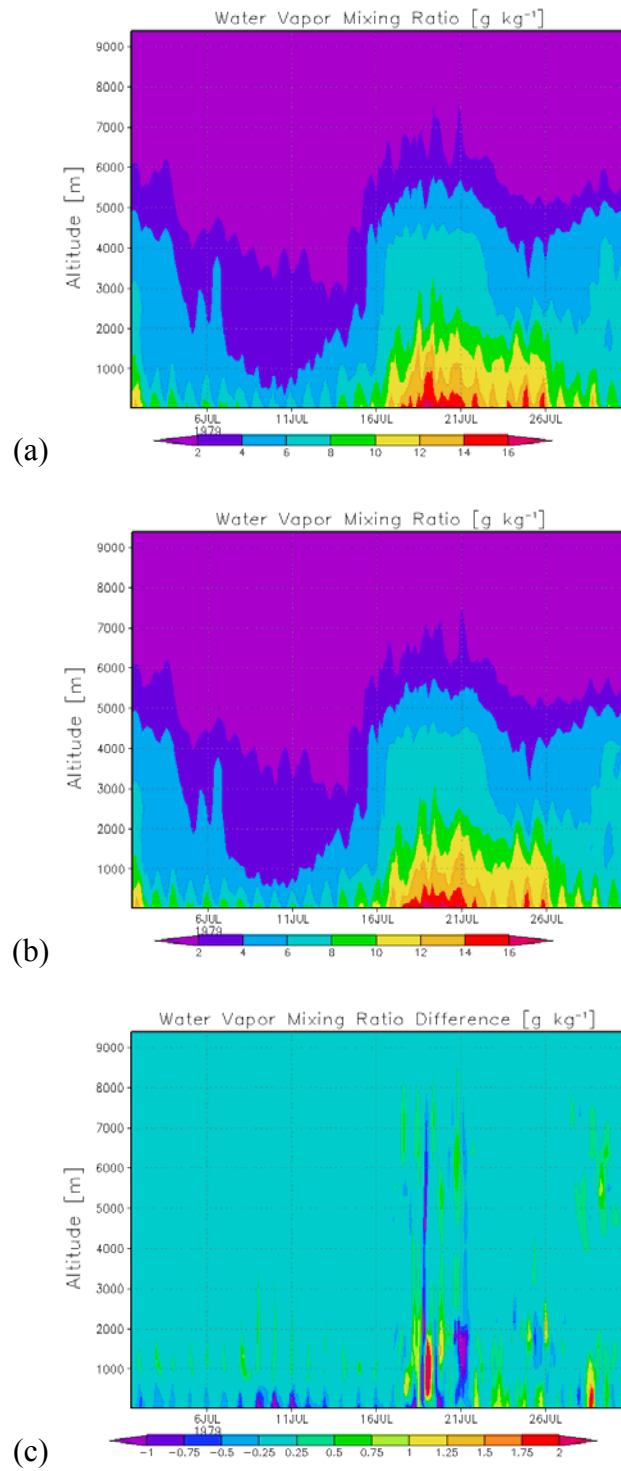 Water Vapor Mixing Ratio [g kg⁻¹]
9000
8000
7000
6000
5000
4000
3000
2000
1000
Altitude [m]
6JUL 11JUL 16JUL 21JUL 26JUL
1979
2 4 6 8 10 12 14 16
(a)
Water Vapor Mixing Ratio [g kg⁻¹]
9000
8000
7000
6000
5000
4000
3000
2000
1000
Altitude [m]
6JUL 11JUL 16JUL 21JUL 26JUL
1979
2 4 6 8 10 12 14 16
(b)
Water Vapor Mixing Ratio Difference [g kg⁻¹]
9000
8000
7000
6000
5000
4000
3000
2000
1000
Altitude [m]
6JUL 11JUL 16JUL 21JUL 26JUL
1979
−1 −0.75 −0.5 −0.25 0.25 0.5 0.75 1 1.25 1.5 1.75 2
(c)